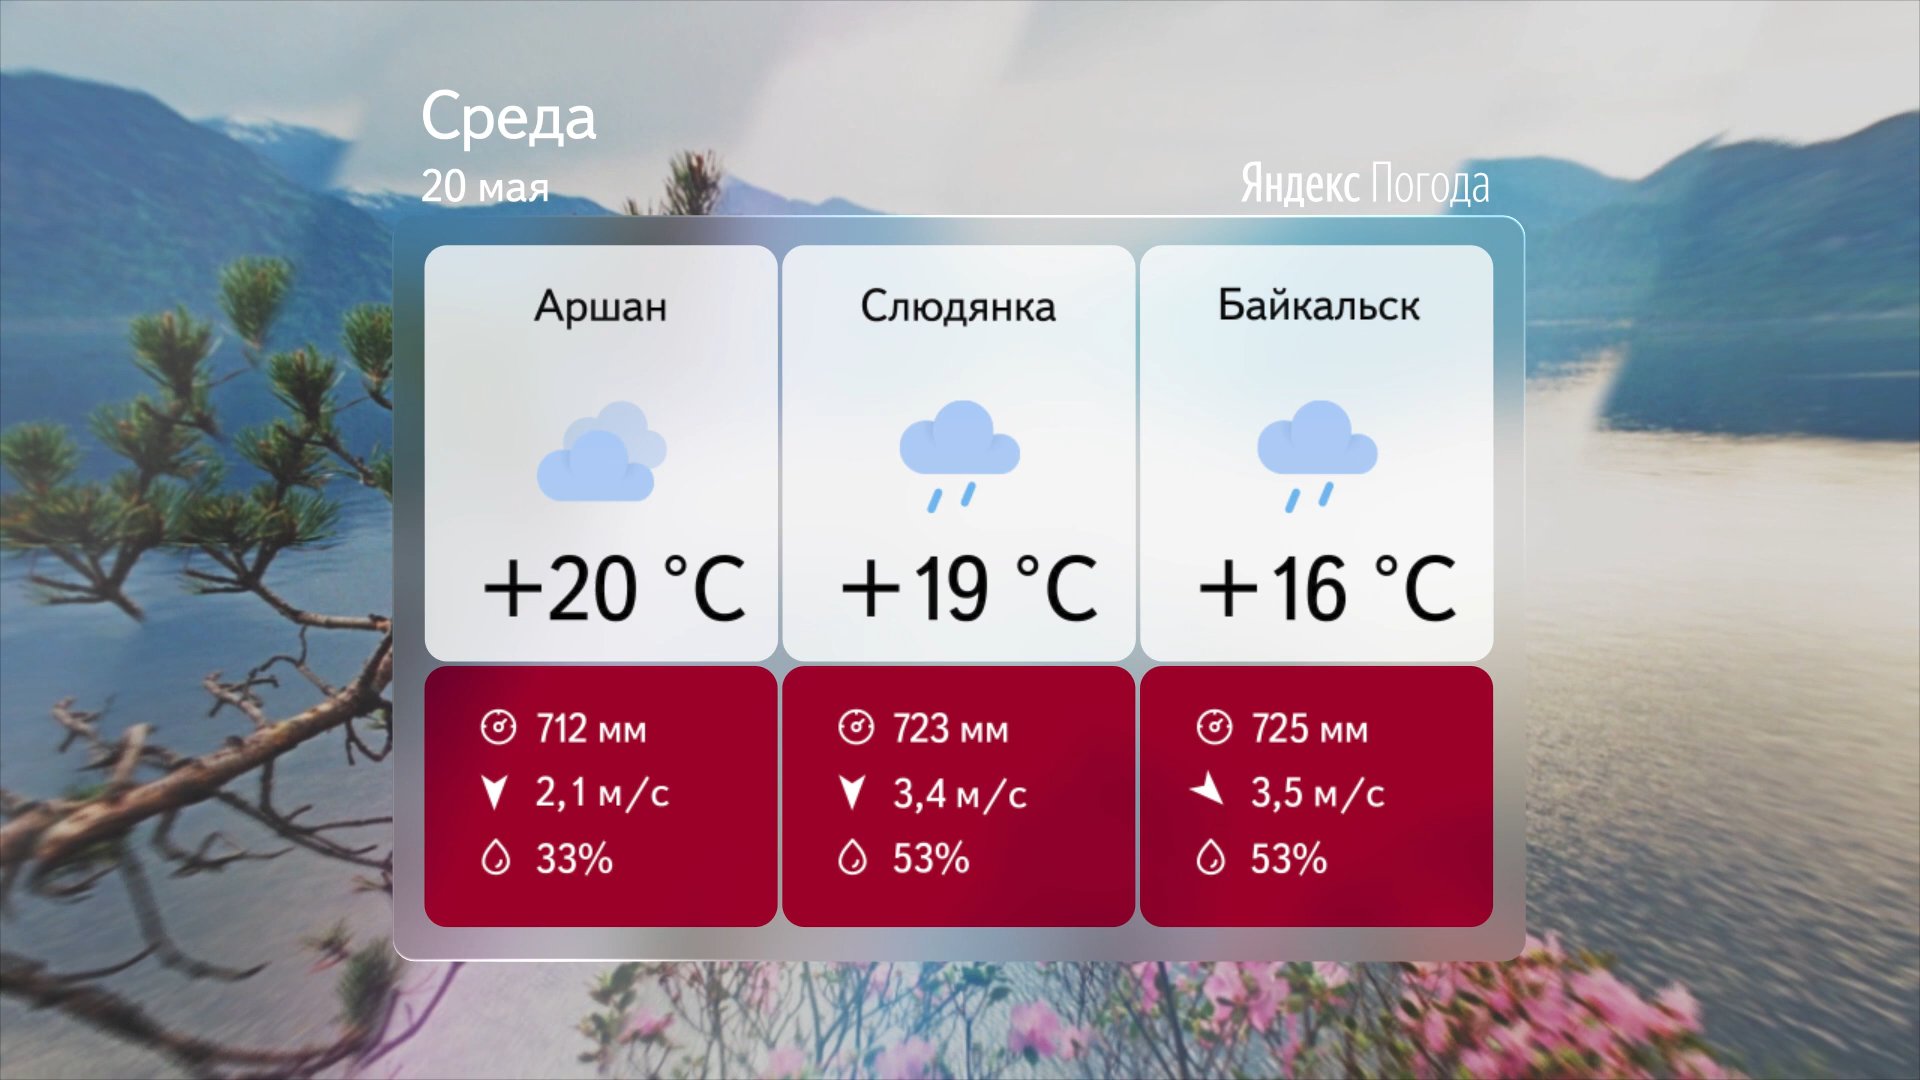 Среда
20 мая
Яндекс Погода
Аршан
+20 °C
712 мм
2,1 м/с
33%
Слюдянка
+19 °C
723 мм
3,4 м/с
53%
Байкальск
+16 °C
725 мм
3,5 м/с
53%